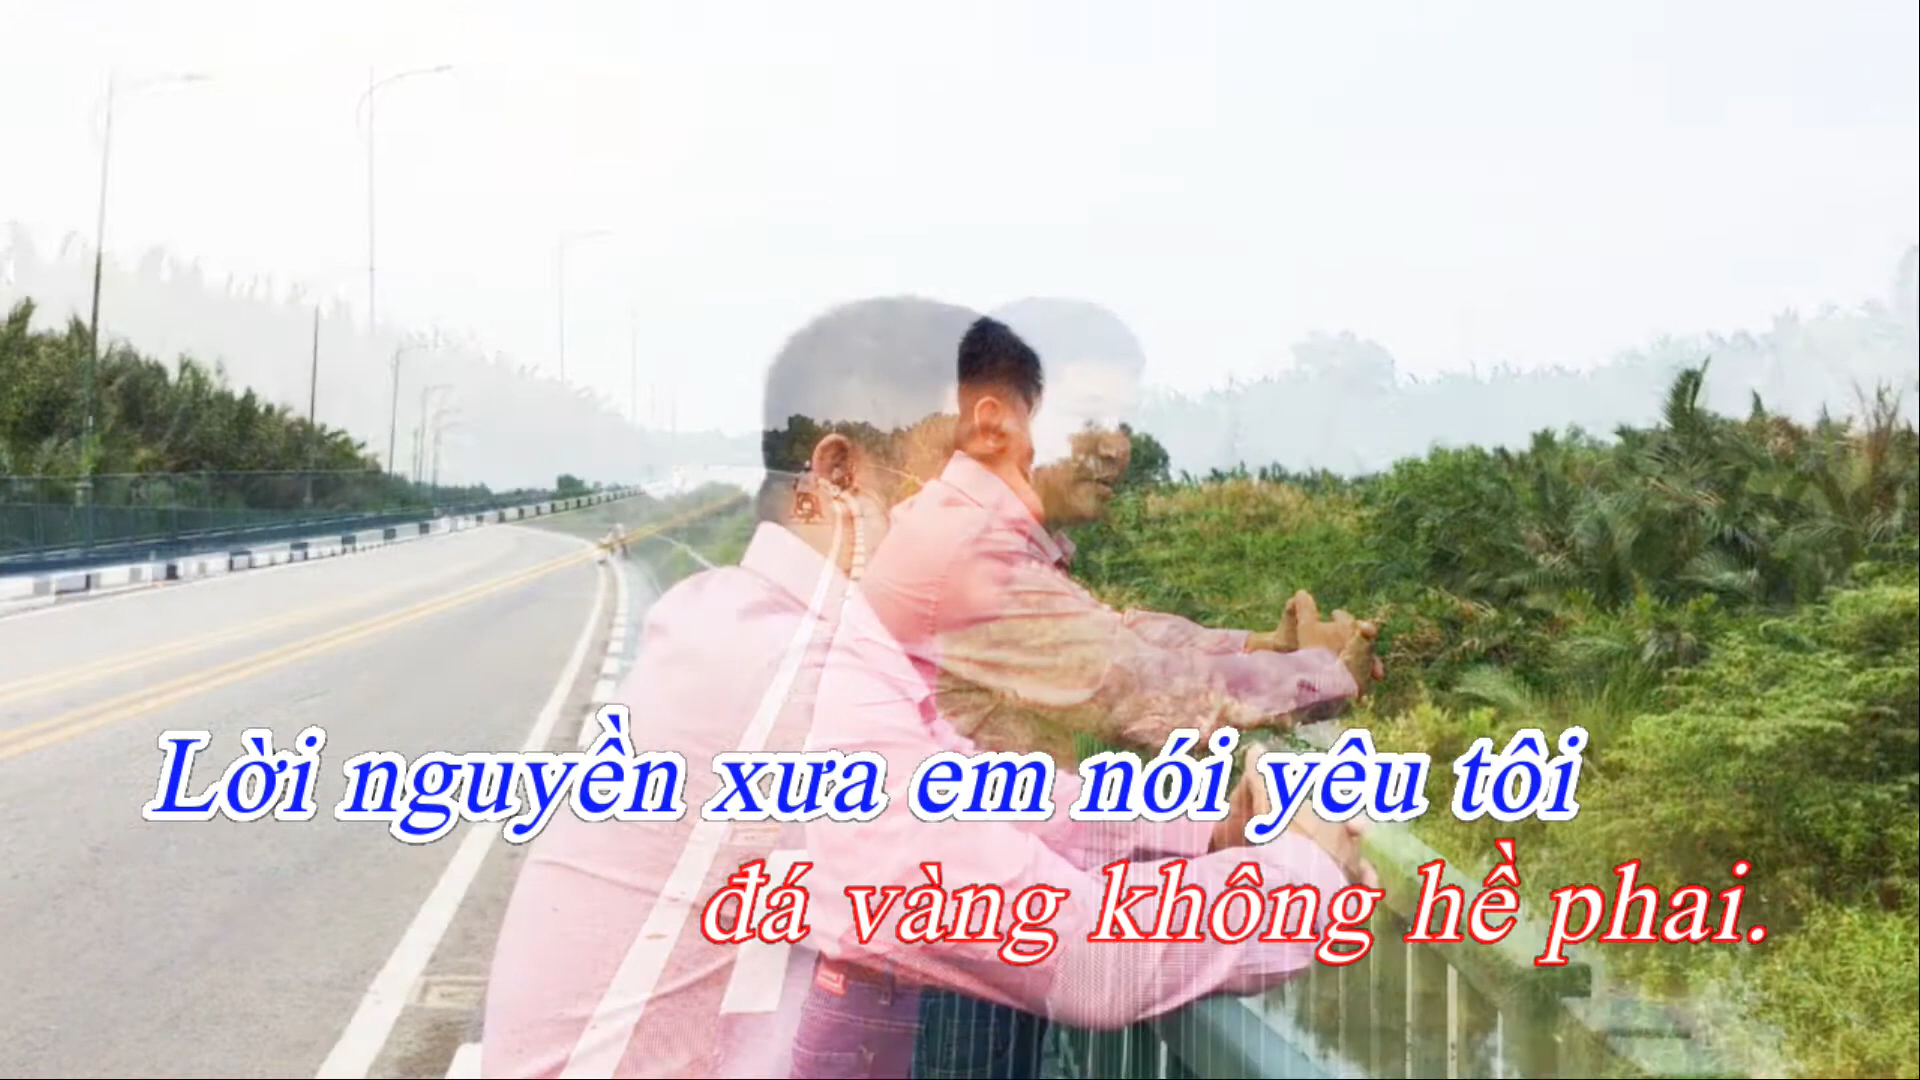 Lời nguyền xưa em nói yêu tôi
đá vàng không hề phai.